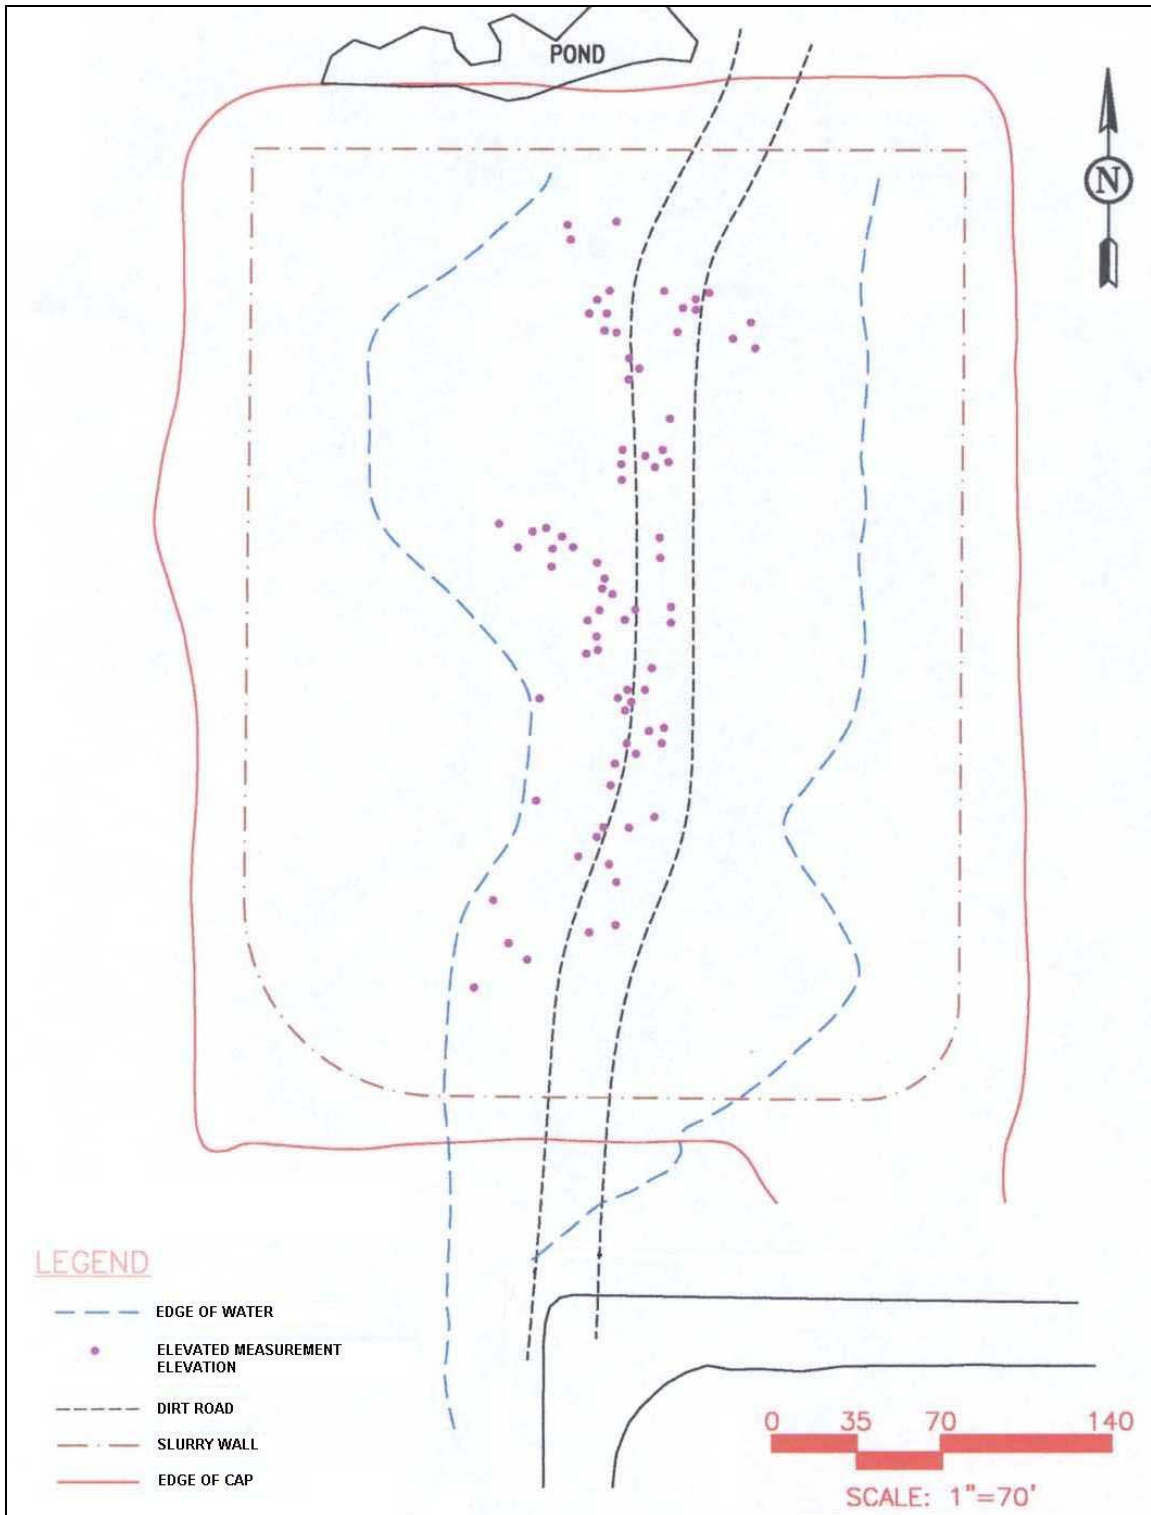 POND
N
LEGEND
EDGE OF WATER
ELEVATED MEASUREMENT
ELEVATION
DIRT ROAD
SLURRY WALL
EDGE OF CAP
0 35 70 140
SCALE: 1"=70'